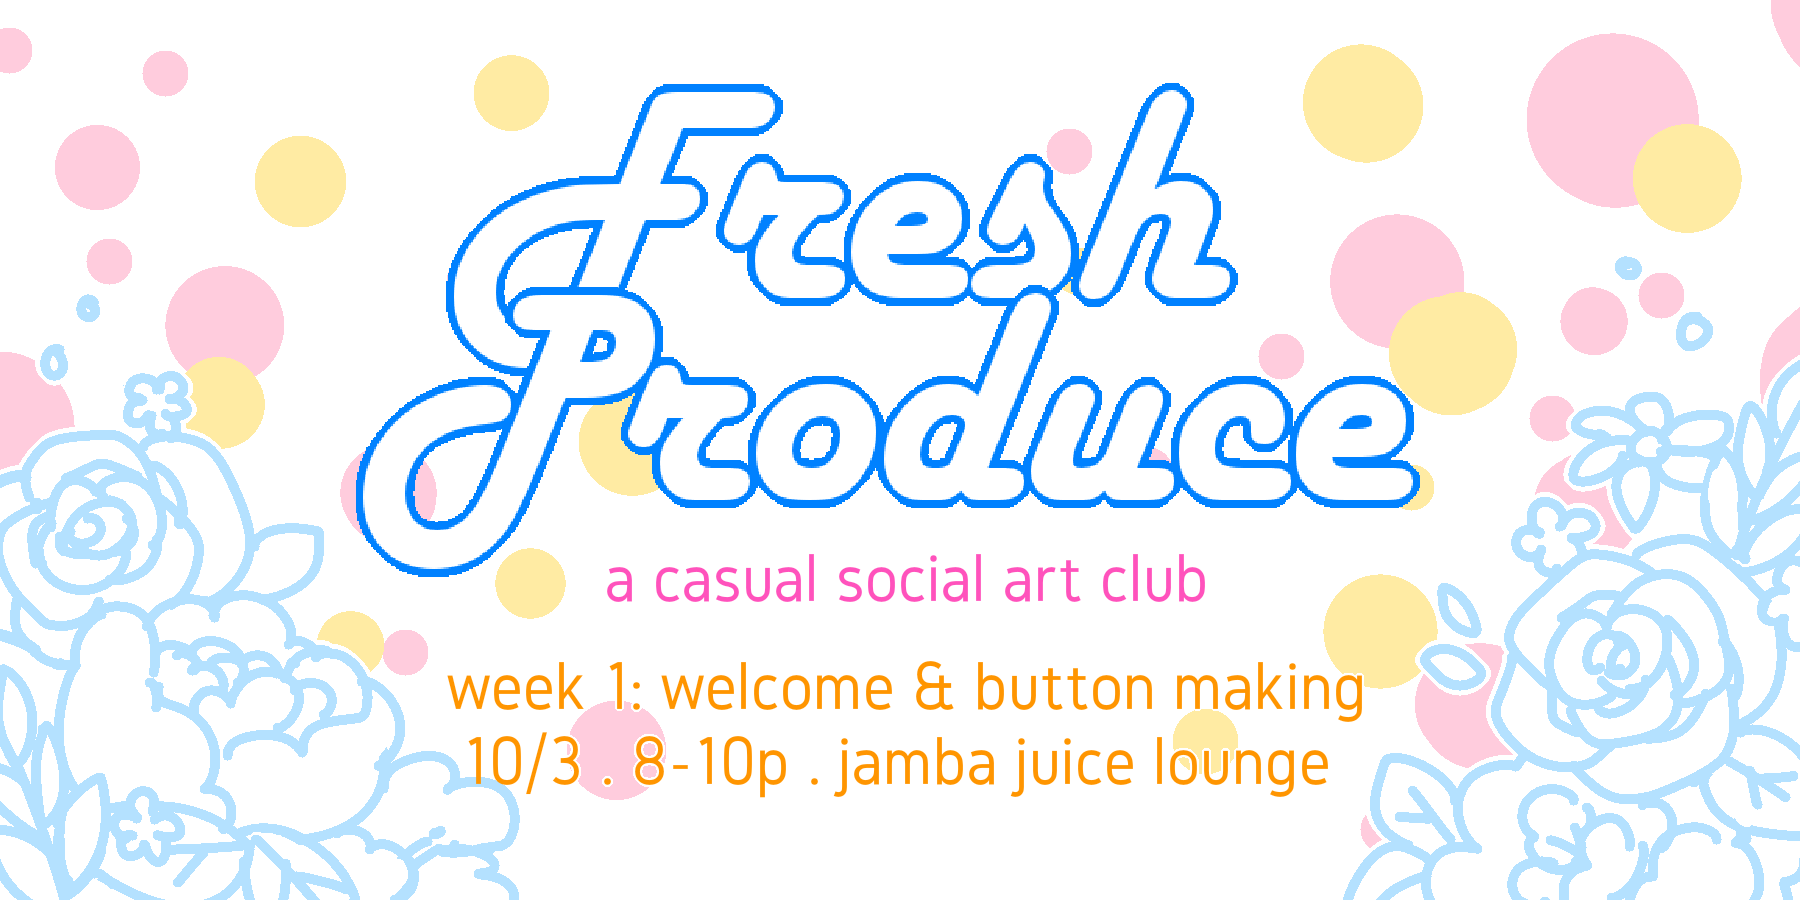 Fresh
Produce
a casual social art club
week 1: welcome & button making
10/3 . 8-10p . jamba juice lounge